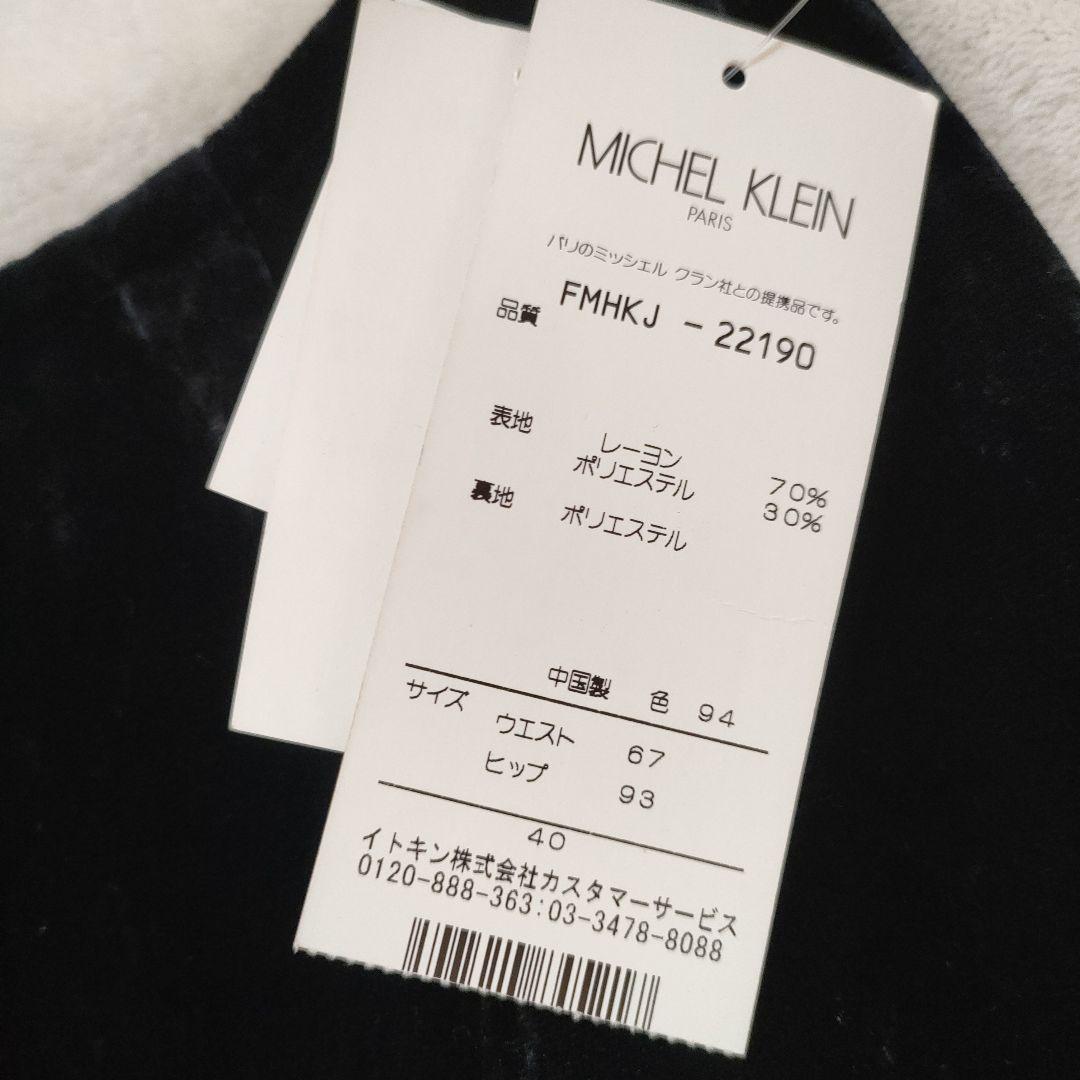 MICHEL KLEIN
PARIS
パリのミッシェル クラン社との提携品です。
品質 FMHKJ -22190
表地 レーヨン 70%
ポリエステル 30%
裏地 ポリエステル
中国製 色 94
サイズ ウエスト 67
ヒップ 93
40
イトキン株式会社カスタマーサービス
0120-888-363:03-3478-8088